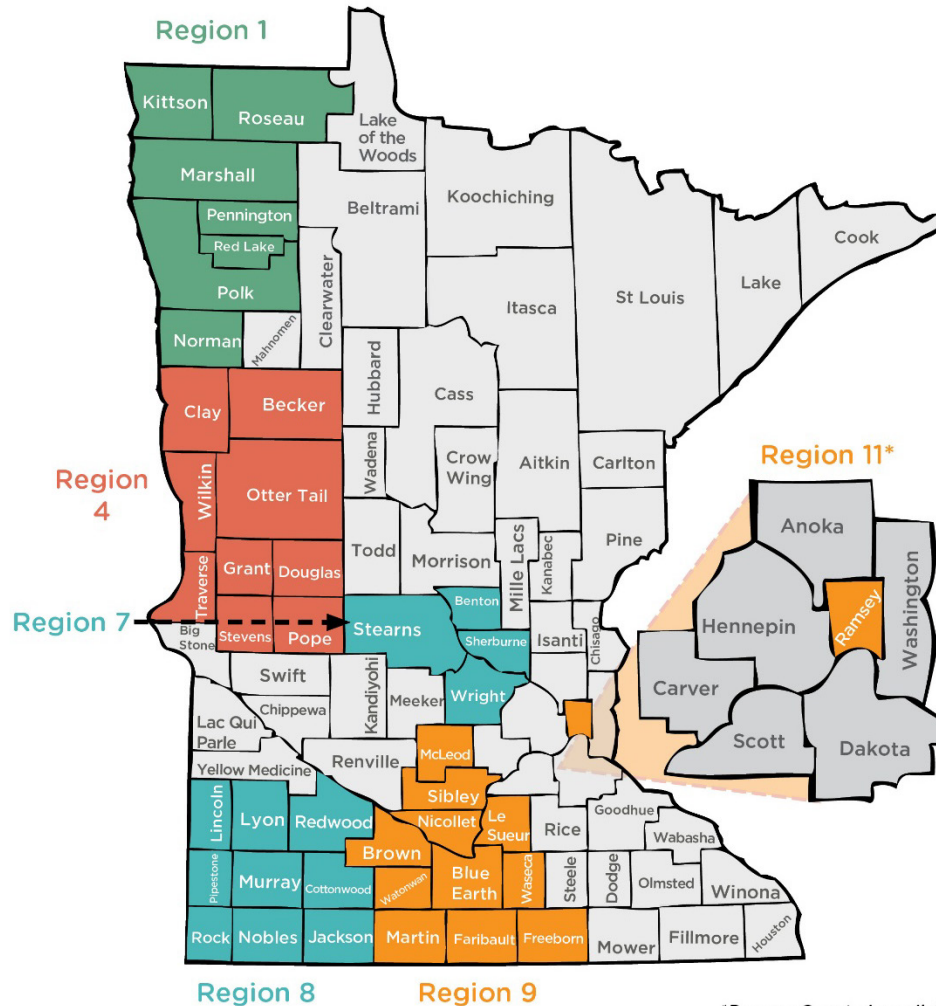 Region 1
Kittson
Roseau
Lake
of the
Woods
Marshall
Koochiching
Beltrami
Pennington
Red Lake
Cook
Polk
Clearwater
Itasca
St Louis
Lake
Norman
Mahnomen
Hubbard
Cass
Clay
Becker
Region
4
Wilkin
Otter Tail
Wadena
Crow
Wing
Aitkin
Carlton
Region 11*
Anoka
Todd
Morrison
Mille Lacs
Kanabec
Pine
Washington
Traverse
Grant
Douglas
Region 7
Big
Stone
Stevens
Pope
Stearns
Benton
Sherburne
Isanti
Chisago
Hennepin
Ramsey
Swift
Kandiyohi
Meeker
Wright
Carver
Chippewa
Lac Qui
Parle
Scott
Dakota
Renville
McLeod
Yellow Medicine
Sibley
Lincoln
Lyon
Redwood
Nicollet
Le
Sueur
Rice
Goodhue
Wabasha
Brown
Pipestone
Murray
Cottonwood
Watonwan
Blue
Earth
Waseca
Steele
Dodge
Olmsted
Winona
Rock
Nobles
Jackson
Martin
Faribault
Freeborn
Mower
Fillmore
Houston
Region 8
Region 9